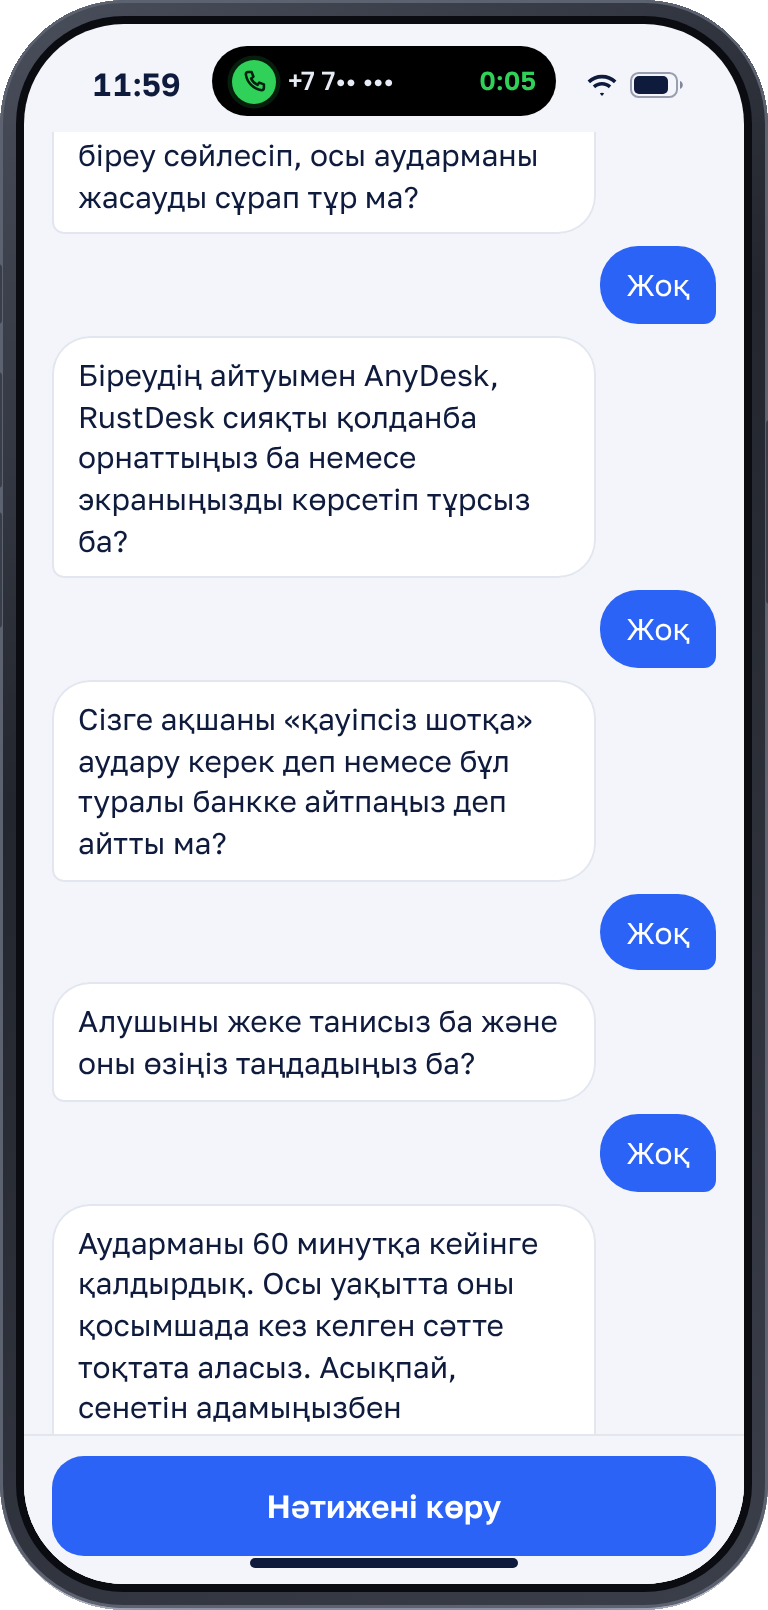 11:59
+7 7•• •••
0:05
біреу сөйлесіп, осы аударманы
жасауды сұрап тұр ма?
Жоқ
Біреудің айтуымен AnyDesk,
RustDesk сияқты қолданба
орнаттыңыз ба немесе
экраныңызды көрсетіп тұрсыз
ба?
Жоқ
Сізге ақшаны «қауіпсіз шотқа»
аудару керек деп немесе бұл
туралы банкке айтпаңыз деп
айтты ма?
Жоқ
Алушыны жеке танисыз ба және
оны өзіңіз таңдадыңыз ба?
Жоқ
Аударманы 60 минутқа кейінге
қалдырдық. Осы уақытта оны
қосымшада кез келген сәтте
тоқтата аласыз. Асықпай,
сенетін адамыңызбен
Нәтижені көру